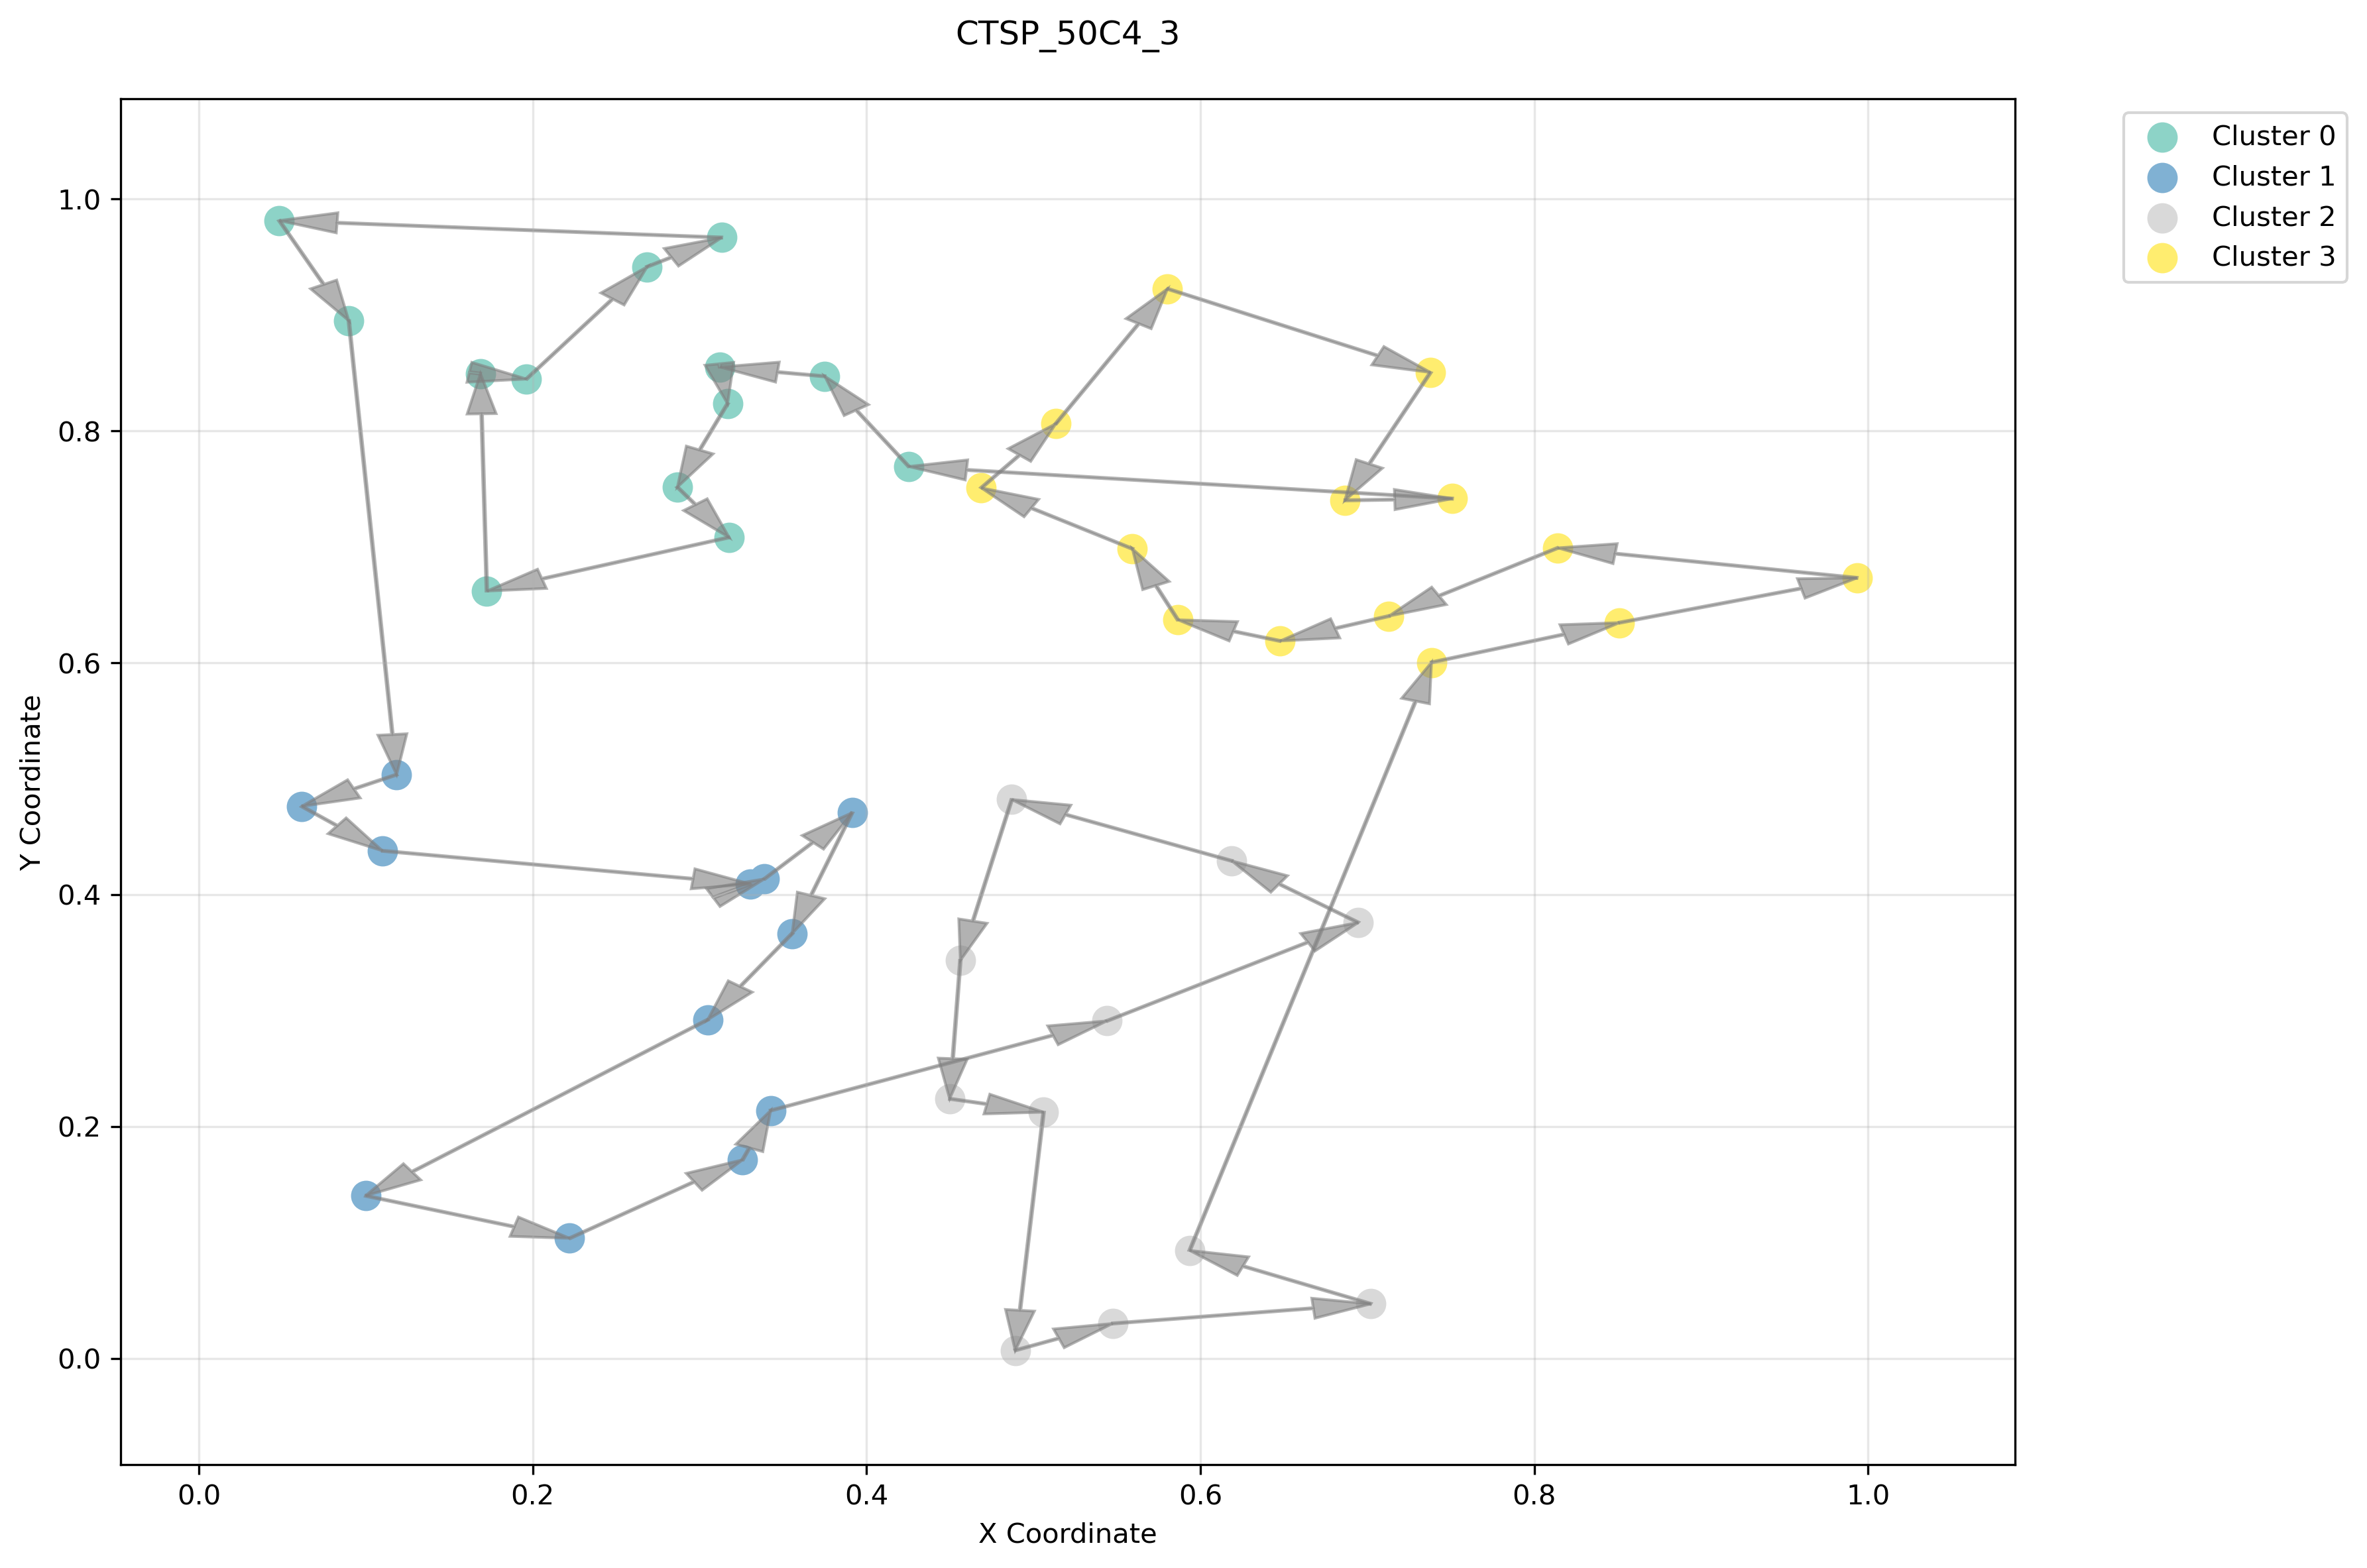 CTSP_50C4_3
Cluster 0
Cluster 1
Cluster 2
Cluster 3
1.0
0.8
0.6
0.4
0.2
0.0
Y Coordinate
0.0 0.2 0.4 0.6 0.8 1.0
X Coordinate